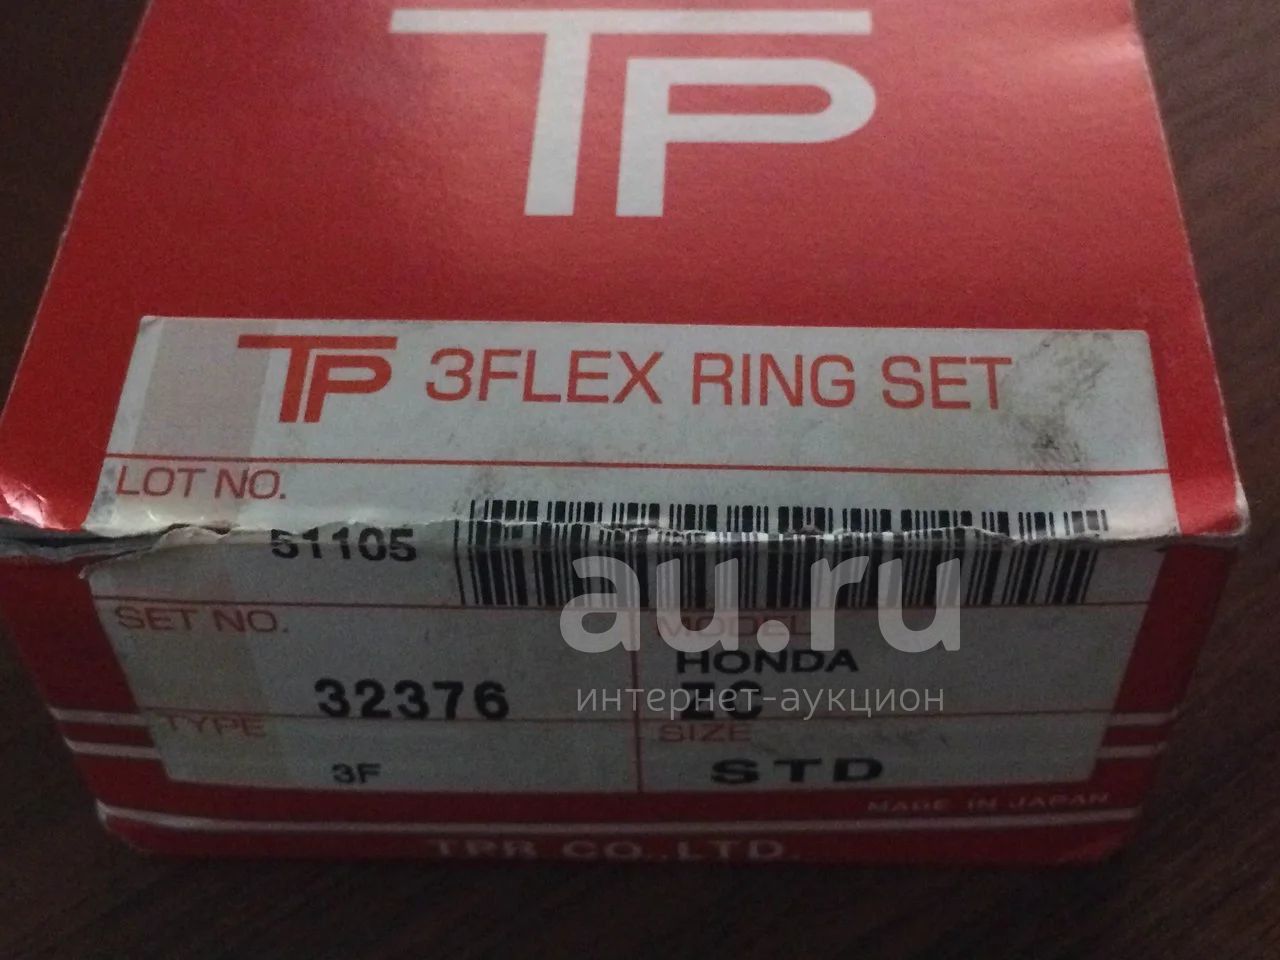 TP
TP 3FLEX RING SET
LOT NO.
51105
SET NO.
32376
MODEL
HONDA
ZC
TYPE
3F
SIZE
STD
MADE IN JAPAN
TPR CO.,LTD.
au.ru
интернет-аукцион